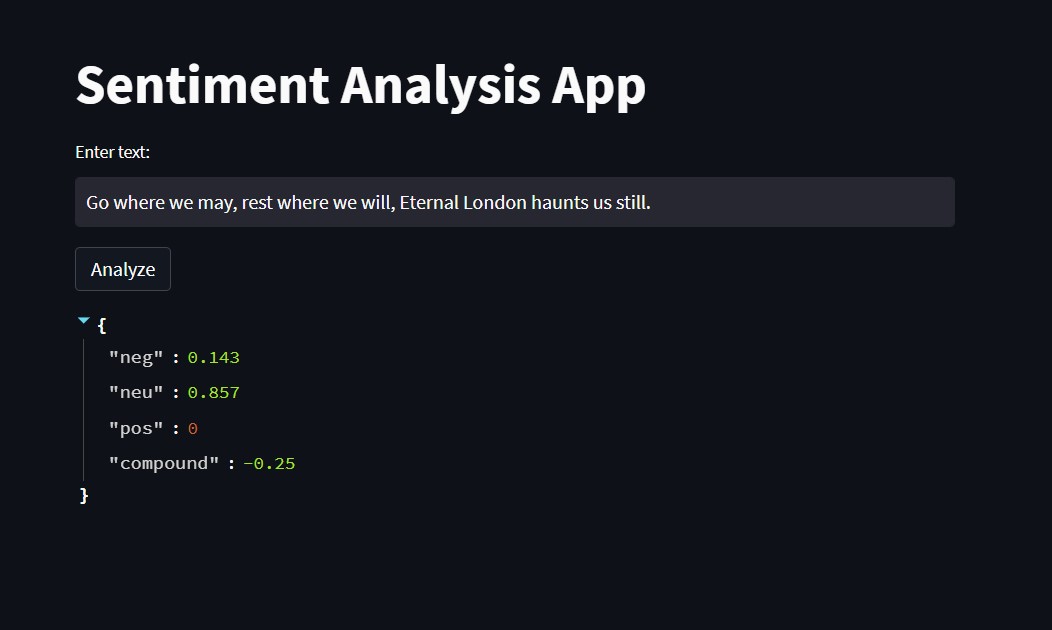 Sentiment Analysis App
Enter text:
Go where we may, rest where we will, Eternal London haunts us still.
Analyze
{
"neg" : 0.143
"neu" : 0.857
"pos" : 0
"compound" : -0.25
}